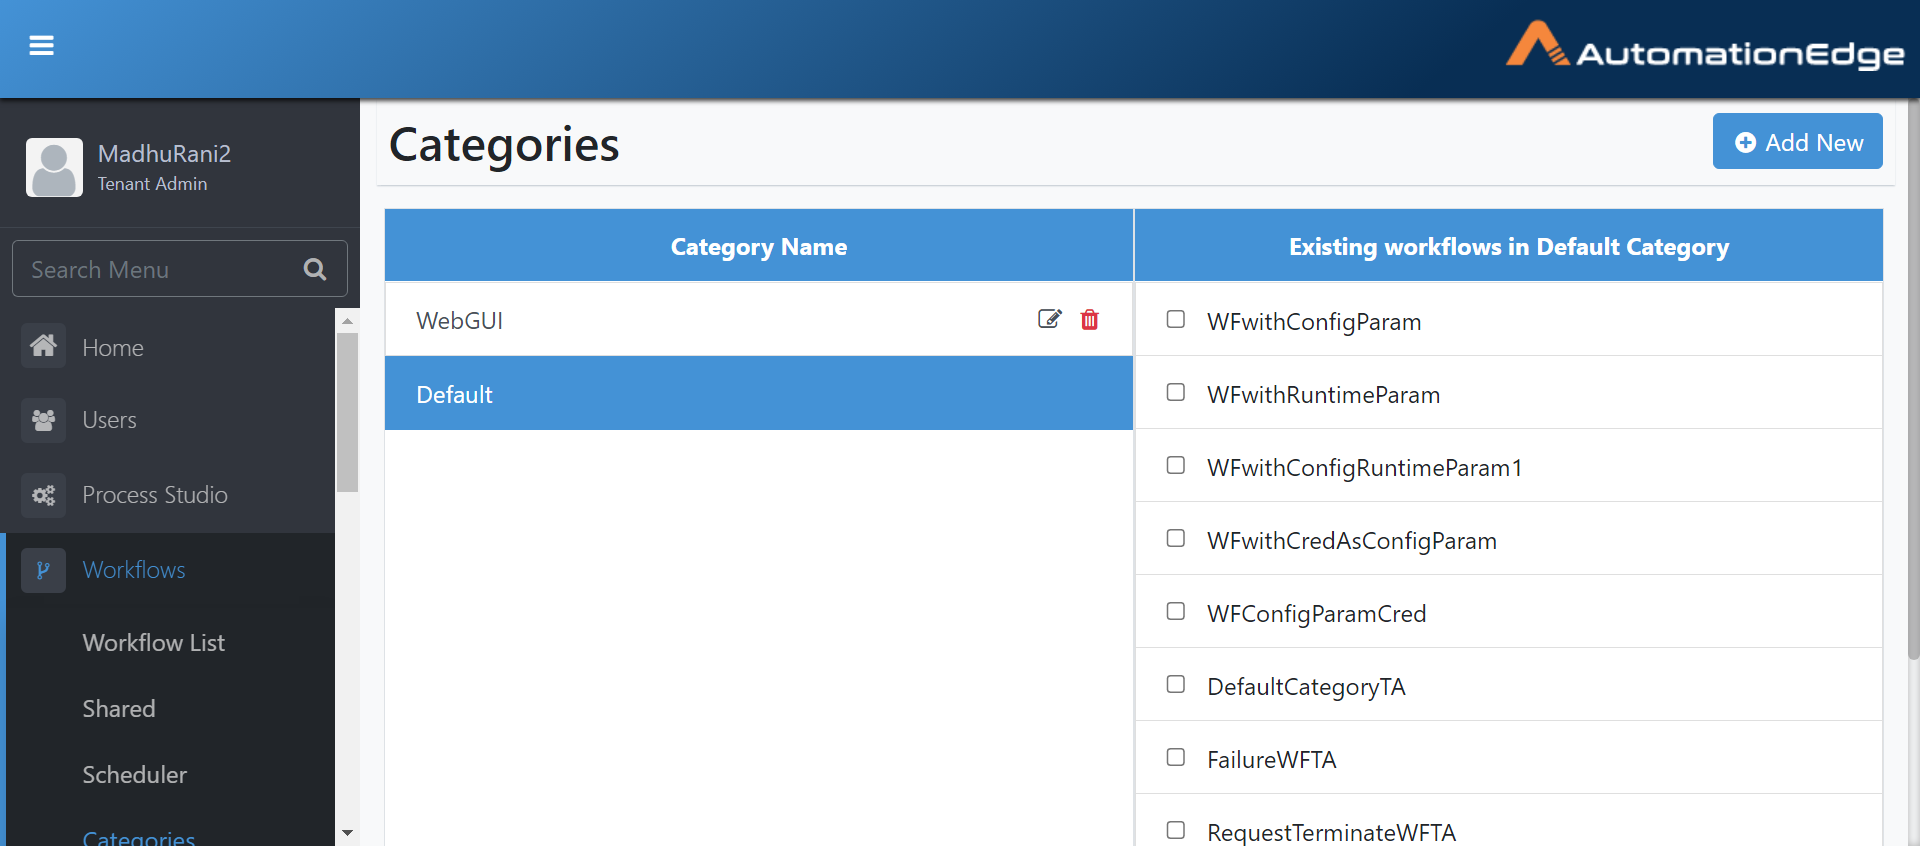 AutomationEdge
MadhuRani2
Tenant Admin
Search Menu
Home
Users
Process Studio
Workflows
Workflow List
Shared
Scheduler
Categories
Categories
Add New
Category Name
WebGUI
Default
Existing workflows in Default Category
WFwithConfigParam
WFwithRuntimeParam
WFwithConfigRuntimeParam1
WFwithCredAsConfigParam
WFConfigParamCred
DefaultCategoryTA
FailureWFTA
RequestTerminateWFTA